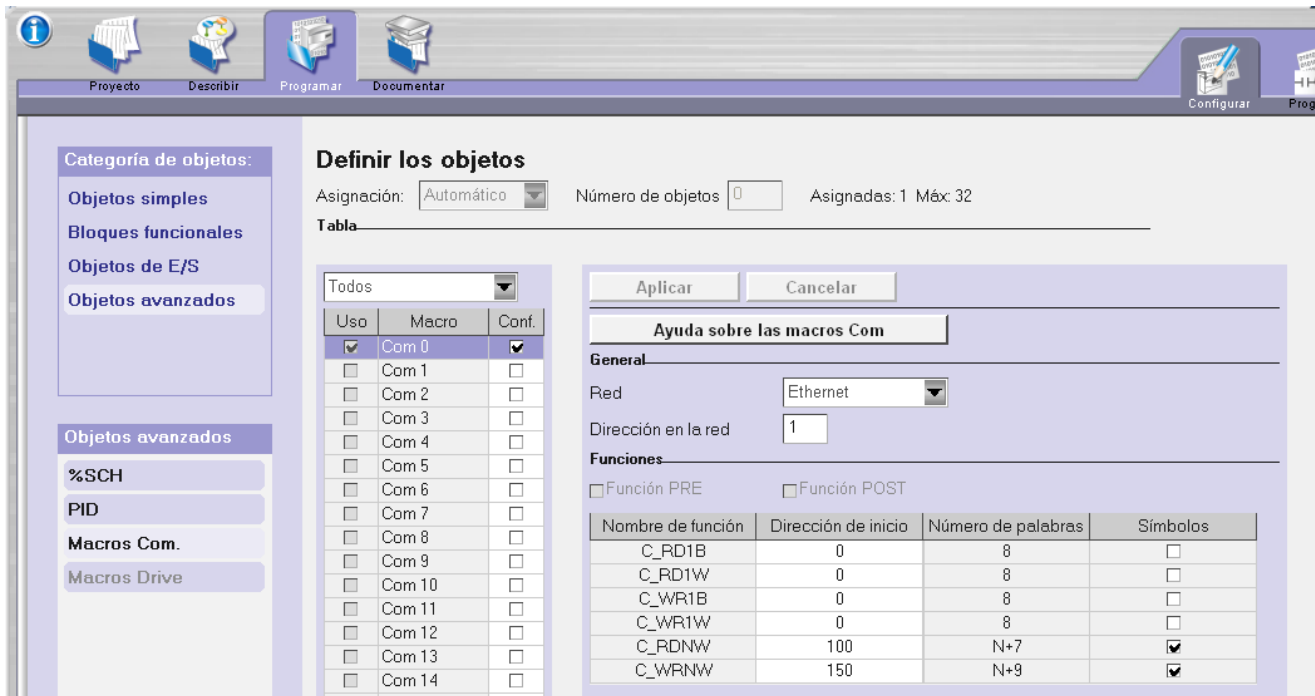 Proyecto Describir Programar Documentar Configurar Prog
Categoría de objetos:
Objetos simples
Bloques funcionales
Objetos de E/S
Objetos avanzados
Objetos avanzados
%SCH
PID
Macros Com.
Macros Drive
Definir los objetos
Asignación: Automático Número de objetos 0 Asignadas: 1 Máx: 32
Tabla
Todos
Uso Macro Conf.
Com 0
Com 1
Com 2
Com 3
Com 4
Com 5
Com 6
Com 7
Com 8
Com 9
Com 10
Com 11
Com 12
Com 13
Com 14
Aplicar Cancelar
Ayuda sobre las macros Com
General
Red Ethernet
Dirección en la red 1
Funciones
Función PRE Función POST
Nombre de función Dirección de inicio Número de palabras Símbolos
C_RD1B 0 8
C_RD1W 0 8
C_WR1B 0 8
C_WR1W 0 8
C_RDNW 100 N+7
C_WRNW 150 N+9